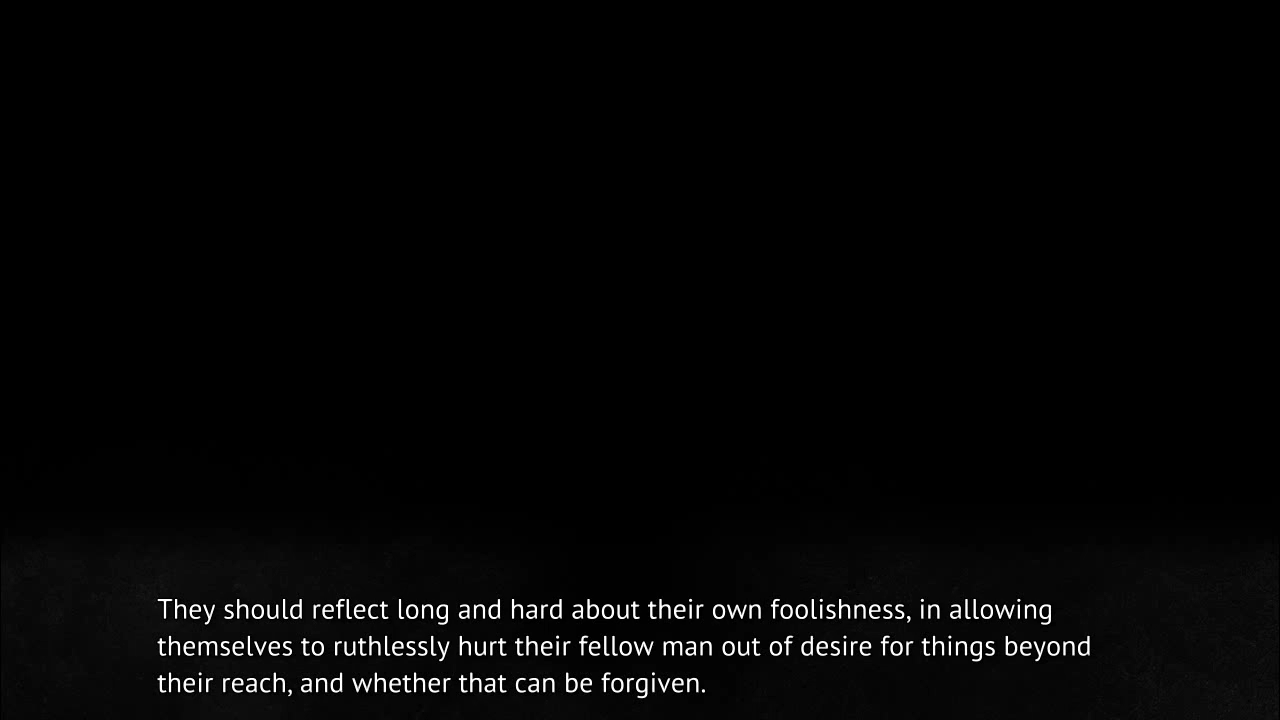 They should reflect long and hard about their own foolishness, in allowing
themselves to ruthlessly hurt their fellow man out of desire for things beyond
their reach, and whether that can be forgiven.